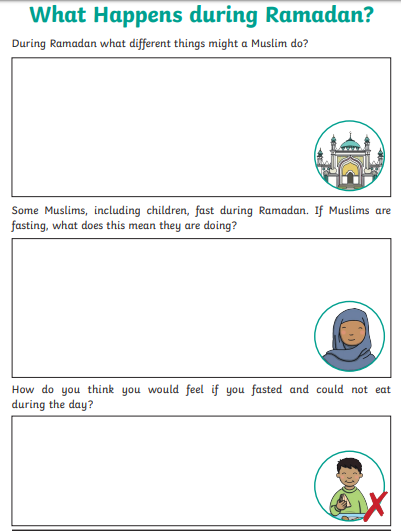 What Happens during Ramadan?
During Ramadan what different things might a Muslim do?
Some Muslims, including children, fast during Ramadan. If Muslims are
fasting, what does this mean they are doing?
How do you think you would feel if you fasted and could not eat
during the day?